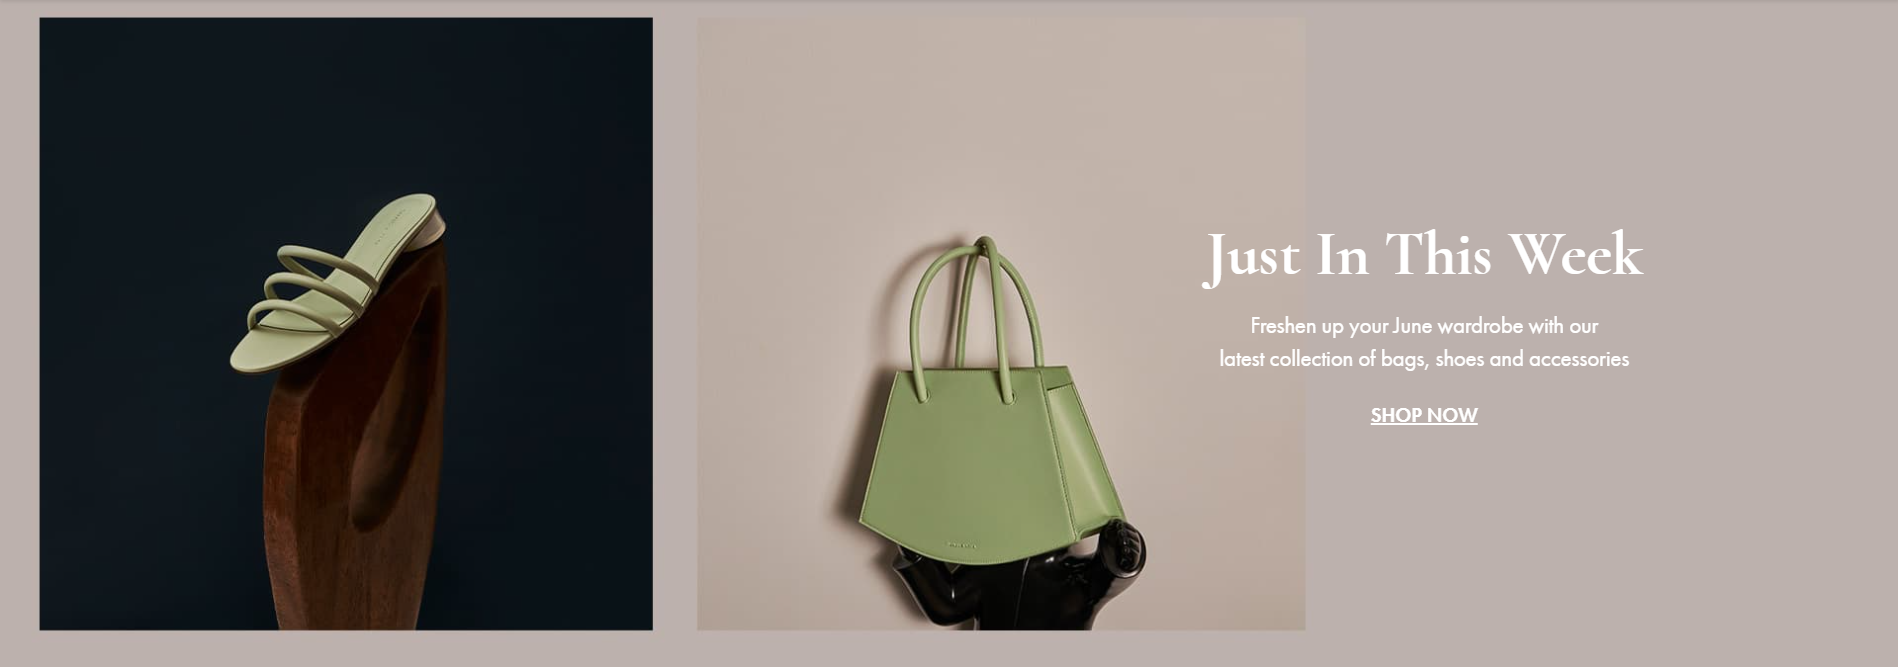 Just In This Week
Freshen up your June wardrobe with our
latest collection of bags, shoes and accessories
SHOP NOW